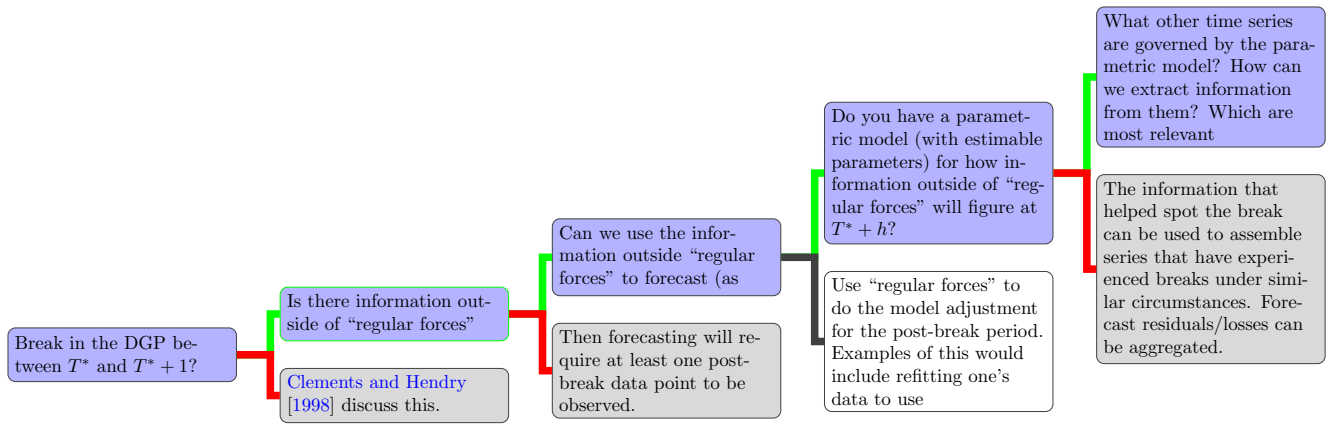 Break in the DGP be-
tween T* and T* + 1?
Is there information out-
side of “regular forces”
Clements and Hendry
[1998] discuss this.
Can we use the infor-
mation outside “regular
forces” to forecast (as
Then forecasting will re-
quire at least one post-
break data point to be
observed.
Do you have a paramet-
ric model (with estimable
parameters) for how in-
formation outside of “reg-
ular forces” will figure at
T* + h?
Use “regular forces” to
do the model adjustment
for the post-break period.
Examples of this would
include refitting one’s
data to use
What other time series
are governed by the para-
metric model? How can
we extract information
from them? Which are
most relevant
The information that
helped spot the break
can be used to assemble
series that have experi-
enced breaks under simi-
lar circumstances. Fore-
cast residuals/losses can
be aggregated.